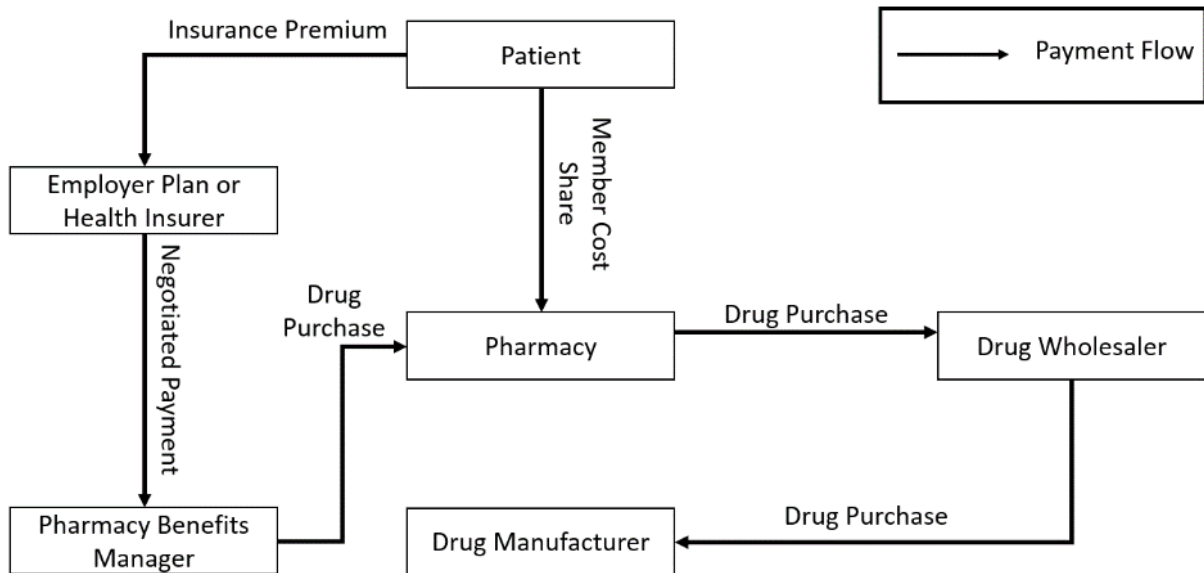 Insurance Premium
Patient
Payment Flow
Member Cost
Share
Employer Plan or
Health Insurer
Negotiated Payment
Drug
Purchase
Pharmacy
Drug Purchase
Drug Wholesaler
Pharmacy Benefits
Manager
Drug Manufacturer
Drug Purchase